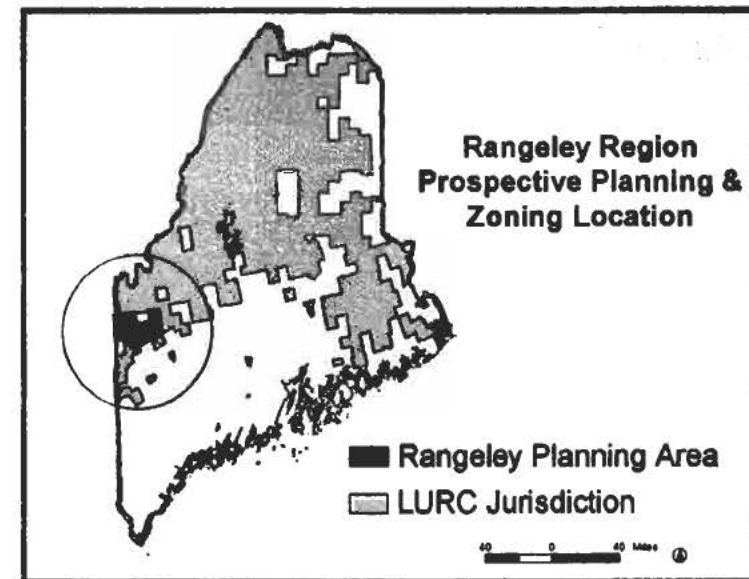 Rangeley Region
Prospective Planning &
Zoning Location
Rangeley Planning Area
LURC Jurisdiction
40 0 40 Miles